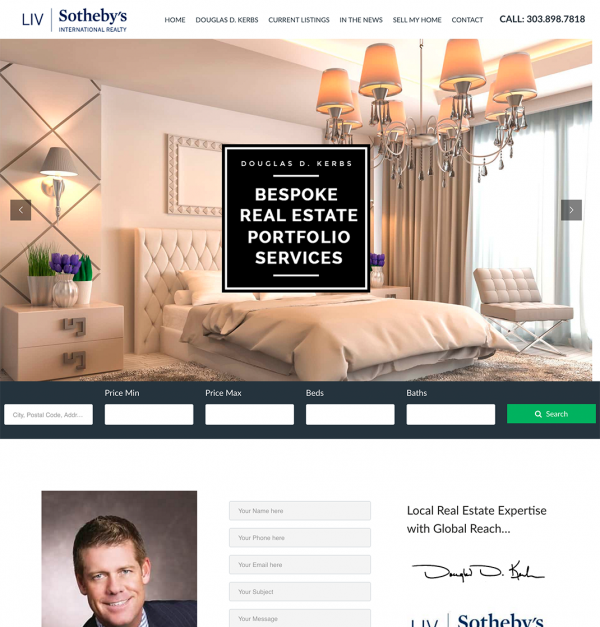 LIV
Sotheby's
INTERNATIONAL REALTY
HOME
DOUGLAS D. KERBS
CURRENT LISTINGS
IN THE NEWS
SELL MY HOME
CONTACT
CALL: 303.898.7818
DOUGLAS D. KERBS
BESPOKE
REAL ESTATE
PORTFOLIO
SERVICES
Price Min
Price Max
Beds
Baths
City, Postal Code, Addr...
Search
Your Name here
Your Phone here
Your Email here
Your Subject
Your Message
Local Real Estate Expertise
with Global Reach...
Douglas D. Kerbs
LIV
Sotheby's